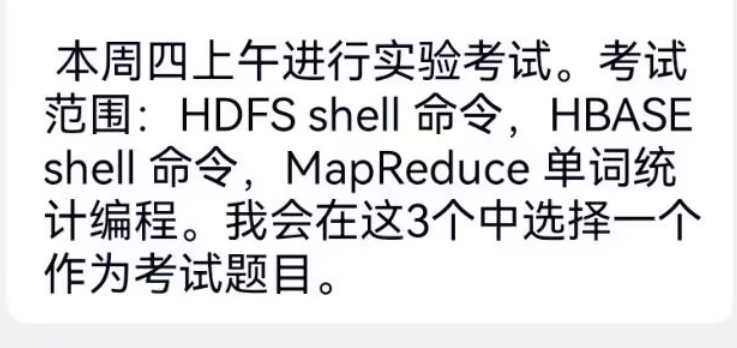 本周四上午进行实验考试。考试
范围：HDFS shell 命令，HBASE
shell 命令，MapReduce 单词统
计编程。我会在这3个中选择一个
作为考试题目。